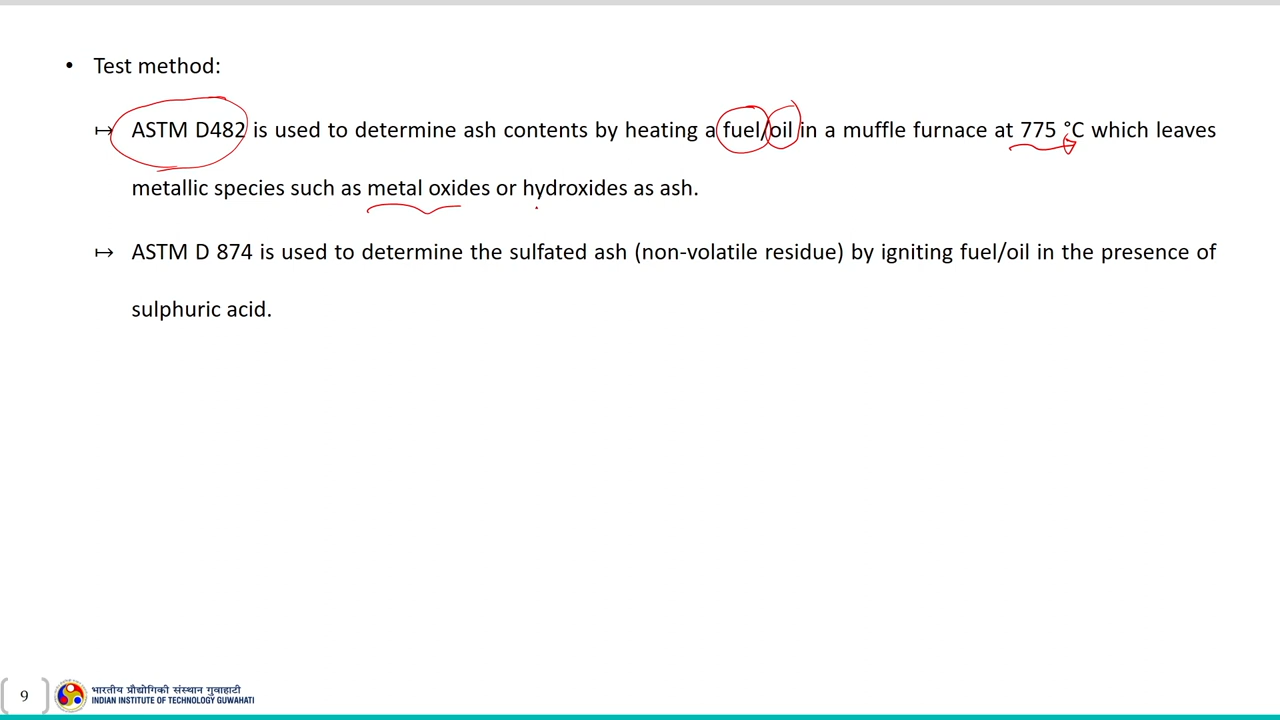 • Test method:
↦ ASTM D482 is used to determine ash contents by heating a fuel/oil in a muffle furnace at 775 °C which leaves
metallic species such as metal oxides or hydroxides as ash.
↦ ASTM D 874 is used to determine the sulfated ash (non-volatile residue) by igniting fuel/oil in the presence of
sulphuric acid.
9
भारतीय प्रौद्योगिकी संस्थान गुवाहाटी
INDIAN INSTITUTE OF TECHNOLOGY GUWAHATI